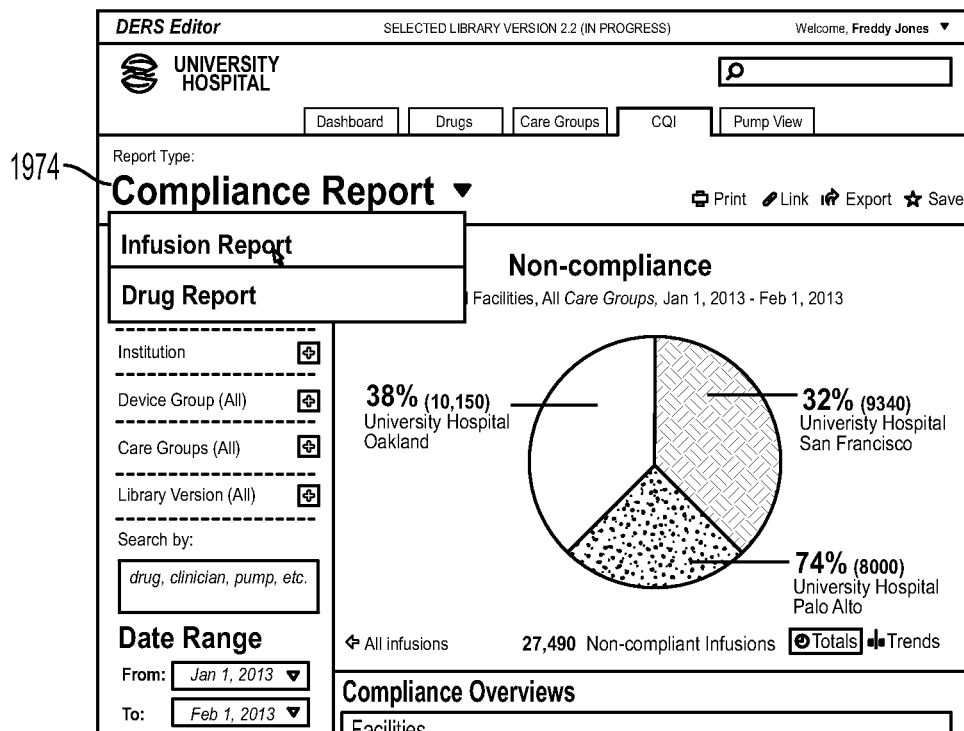 DERS Editor SELECTED LIBRARY VERSION 2.2 (IN PROGRESS) Welcome, Freddy Jones
UNIVERSITY
HOSPITAL
Dashboard Drugs Care Groups CQI Pump View
Report Type:
1974
Compliance Report
Print Link Export Save
Infusion Report
Drug Report
Non-compliance
Facilities, All Care Groups, Jan 1, 2013 - Feb 1, 2013
Institution
Device Group (All)
Care Groups (All)
Library Version (All)
Search by:
drug, clinician, pump, etc.
Date Range
From: Jan 1, 2013
To: Feb 1, 2013
38% (10,150)
University Hospital
Oakland
32% (9340)
Univeristy Hospital
San Francisco
74% (8000)
University Hospital
Palo Alto
All infusions 27,490 Non-compliant Infusions Totals Trends
Compliance Overviews
Facilities